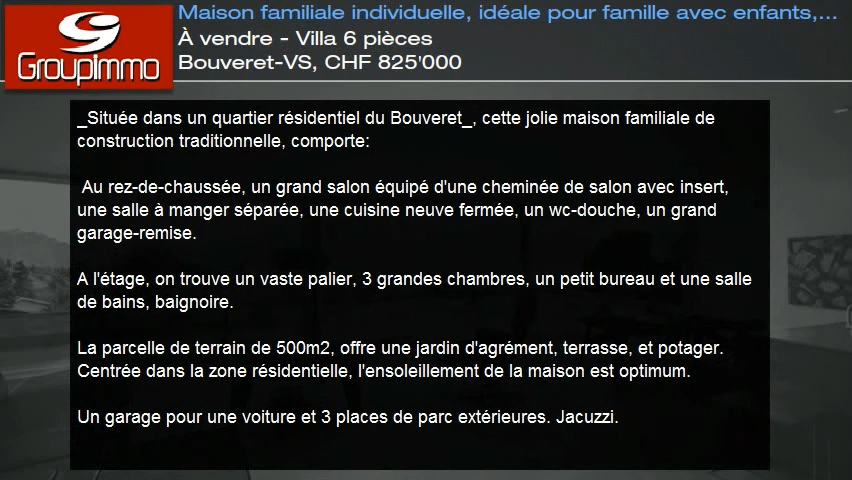 Groupimmo
Maison familiale individuelle, idéale pour famille avec enfants,...
À vendre - Villa 6 pièces
Bouveret-VS, CHF 825'000
_Située dans un quartier résidentiel du Bouveret_, cette jolie maison familiale de
construction traditionnelle, comporte:
Au rez-de-chaussée, un grand salon équipé d'une cheminée de salon avec insert,
une salle à manger séparée, une cuisine neuve fermée, un wc-douche, un grand
garage-remise.
A l'étage, on trouve un vaste palier, 3 grandes chambres, un petit bureau et une salle
de bains, baignoire.
La parcelle de terrain de 500m2, offre une jardin d'agrément, terrasse, et potager.
Centrée dans la zone résidentielle, l'ensoleillement de la maison est optimum.
Un garage pour une voiture et 3 places de parc extérieures. Jacuzzi.